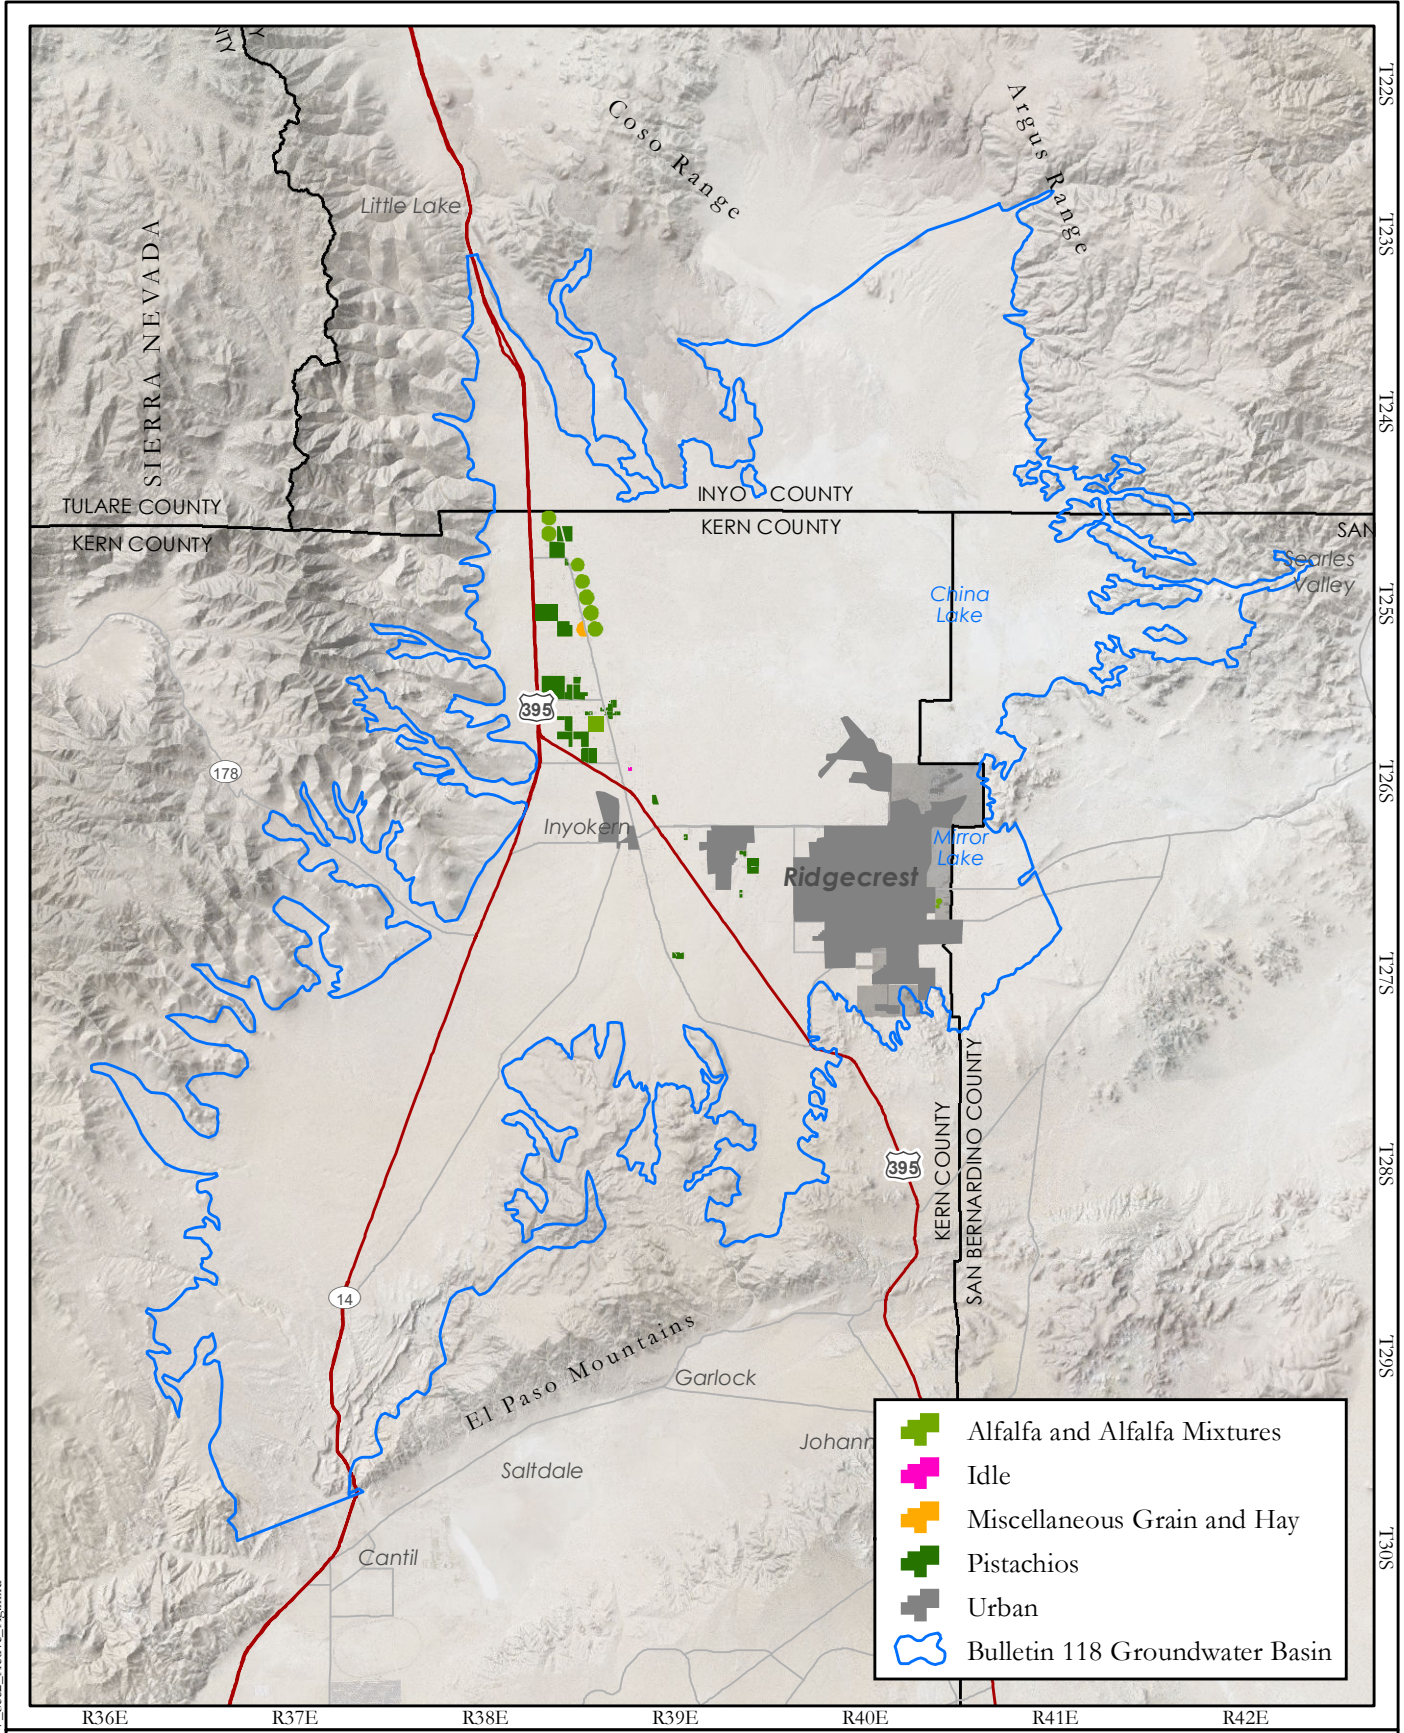 NTY
Y
Coso Range
Argus Range
Little Lake
SIERRA NEVADA
T22S
T23S
T24S
T25S
T26S
T27S
T28S
T29S
T30S
TULARE COUNTY
KERN COUNTY
INYO COUNTY
KERN COUNTY
SAN
Searles
Valley
China
Lake
395
178
Inyokern
Mirror
Lake
Ridgecrest
395
KERN COUNTY
SAN BERNARDINO COUNTY
14
El Paso Mountains
Garlock
Johann
Saltdale
Cantil
Alfalfa and Alfalfa Mixtures
Idle
Miscellaneous Grain and Hay
Pistachios
Urban
Bulletin 118 Groundwater Basin
R36E
R37E
R38E
R39E
R40E
R41E
R42E